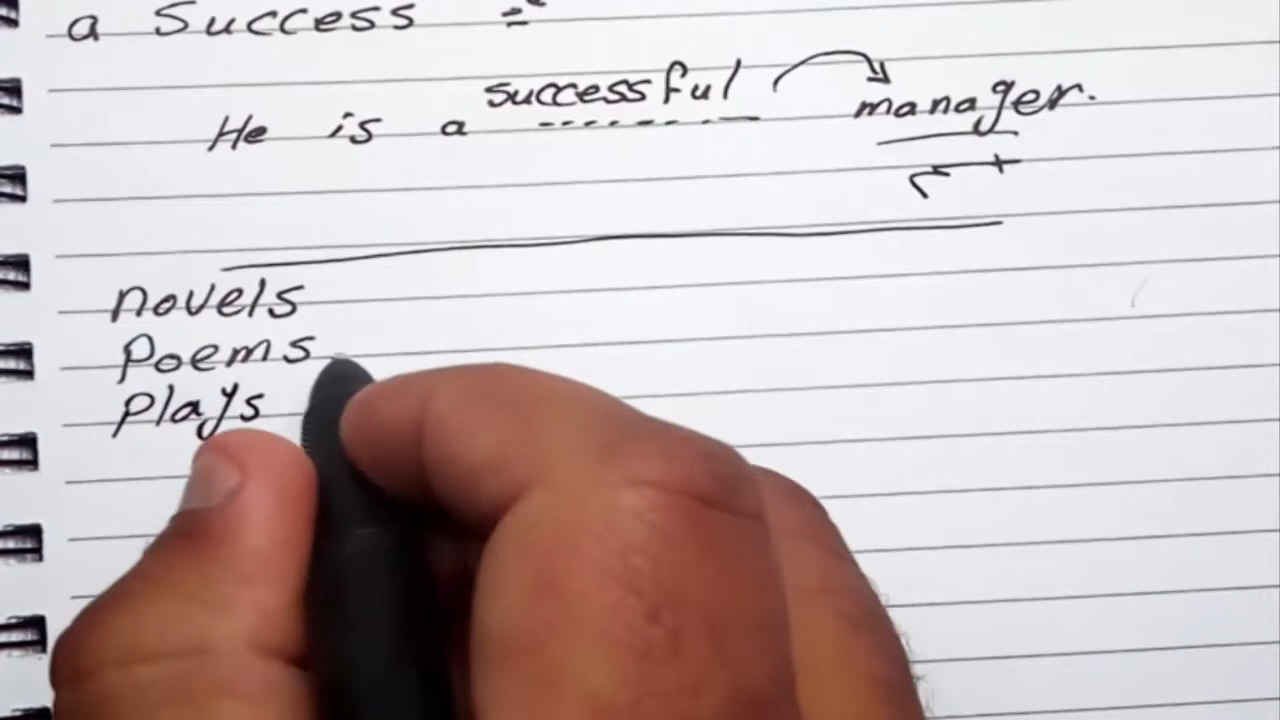 a Success =
successful
He is a ------- manager.
novels
Poems
Plays